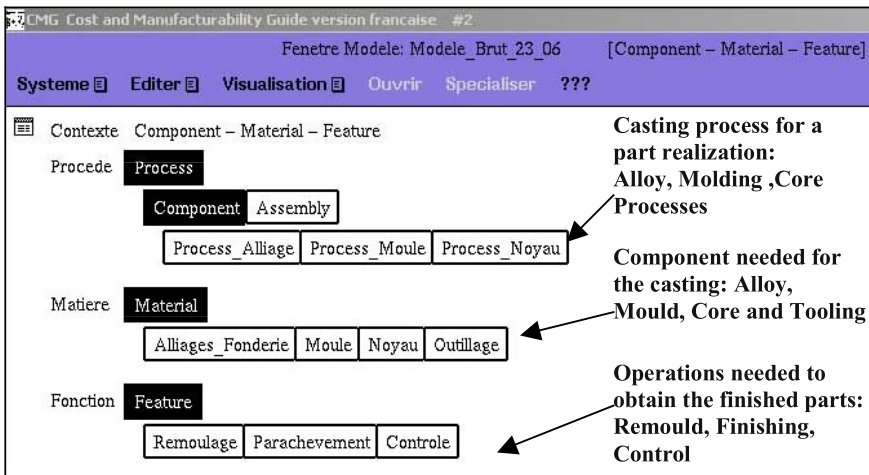 CMG Cost and Manufacturability Guide version francaise #2
Fenetre Modele: Modele_Brut_23_06 [Component – Material – Feature]
Systeme Editer Visualisation Ouvrir Specialiser ???
Contexte Component – Material – Feature
Procede Process
Component Assembly
Process_Alliage Process_Moule Process_Noyau
Casting process for a
part realization:
Alloy, Molding ,Core
Processes
Matiere Material
Alliages_Fonderie Moule Noyau Outillage
Component needed for
the casting: Alloy,
Mould, Core and Tooling
Fonction Feature
Remoulage Parachevement Controle
Operations needed to
obtain the finished parts:
Remould, Finishing,
Control